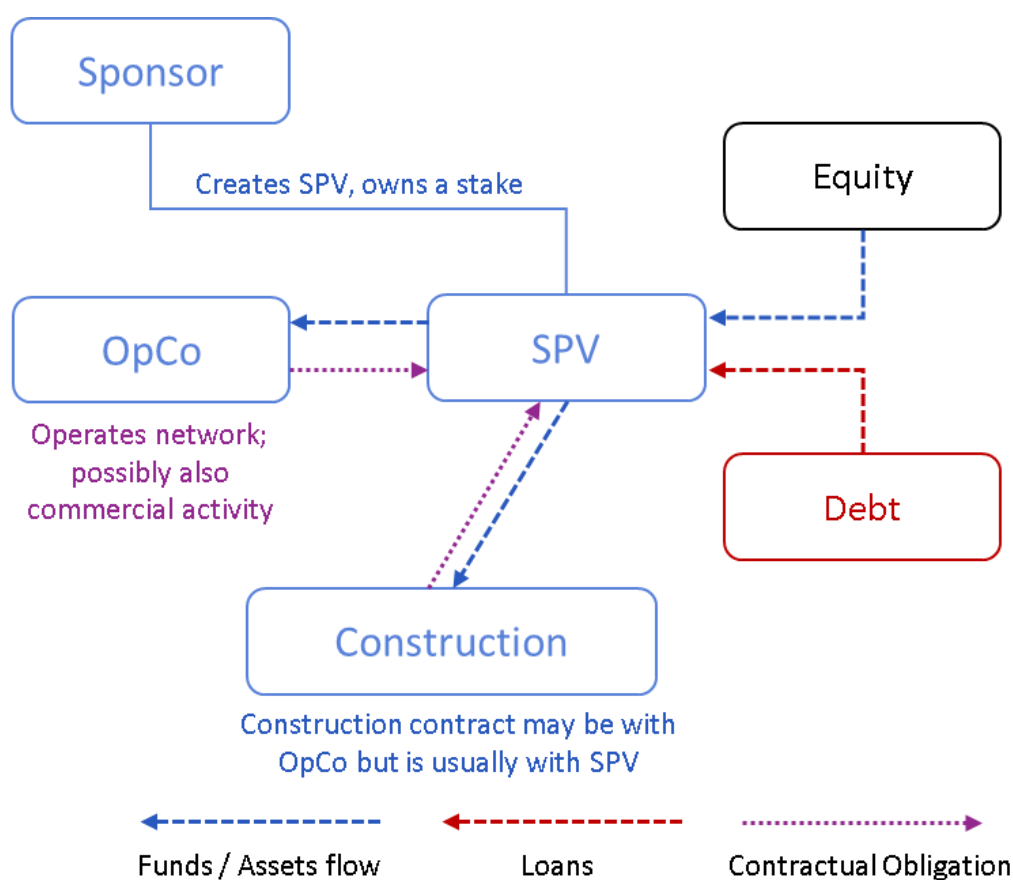 Sponsor
Creates SPV, owns a stake
Equity
OpCo
SPV
Operates network;
possibly also
commercial activity
Debt
Construction
Construction contract may be with
OpCo but is usually with SPV
Funds / Assets flow
Loans
Contractual Obligation